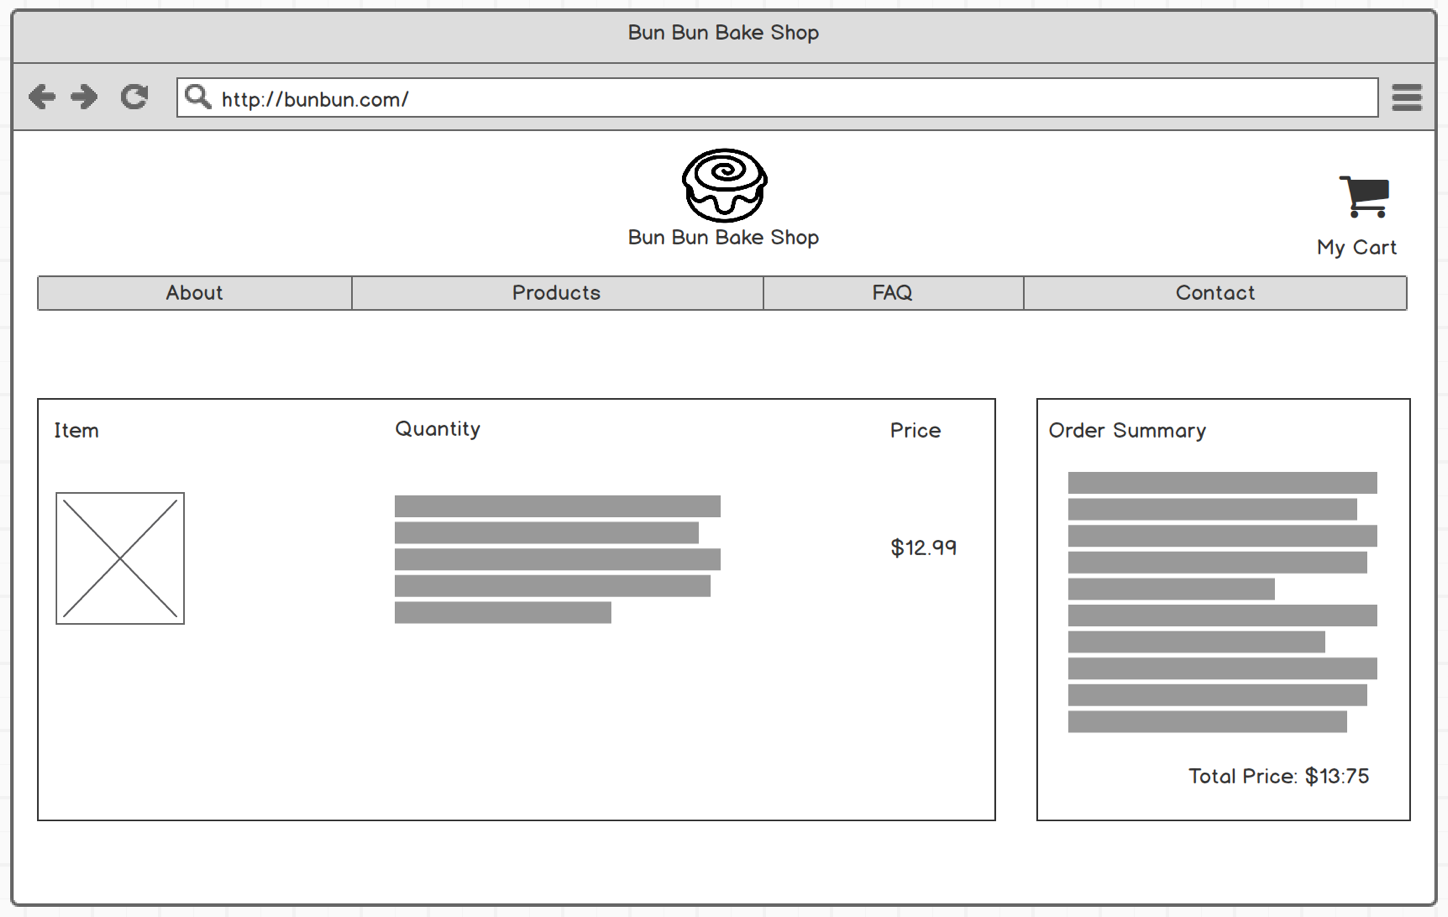 Bun Bun Bake Shop
http://bunbun.com/
Bun Bun Bake Shop
My Cart
About Products FAQ Contact
Item Quantity Price
$12.99
Order Summary
Total Price: $13:75